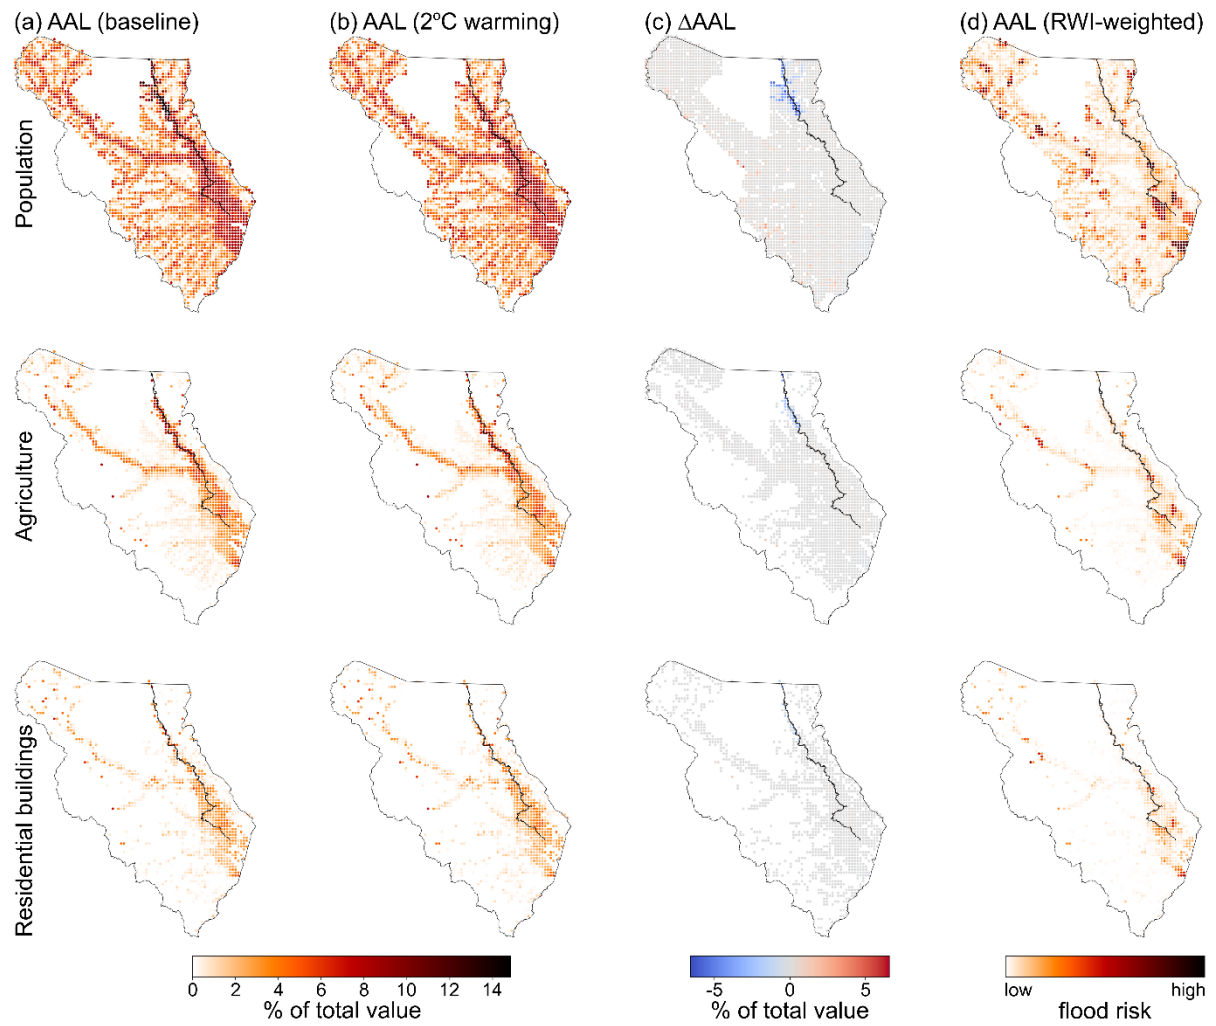 (a) AAL (baseline)
(b) AAL (2ºC warming)
(c) ΔAAL
(d) AAL (RWI-weighted)
Population
Agriculture
Residential buildings
0 2 4 6 8 10 12 14
% of total value
-5 0 5
% of total value
low high
flood risk